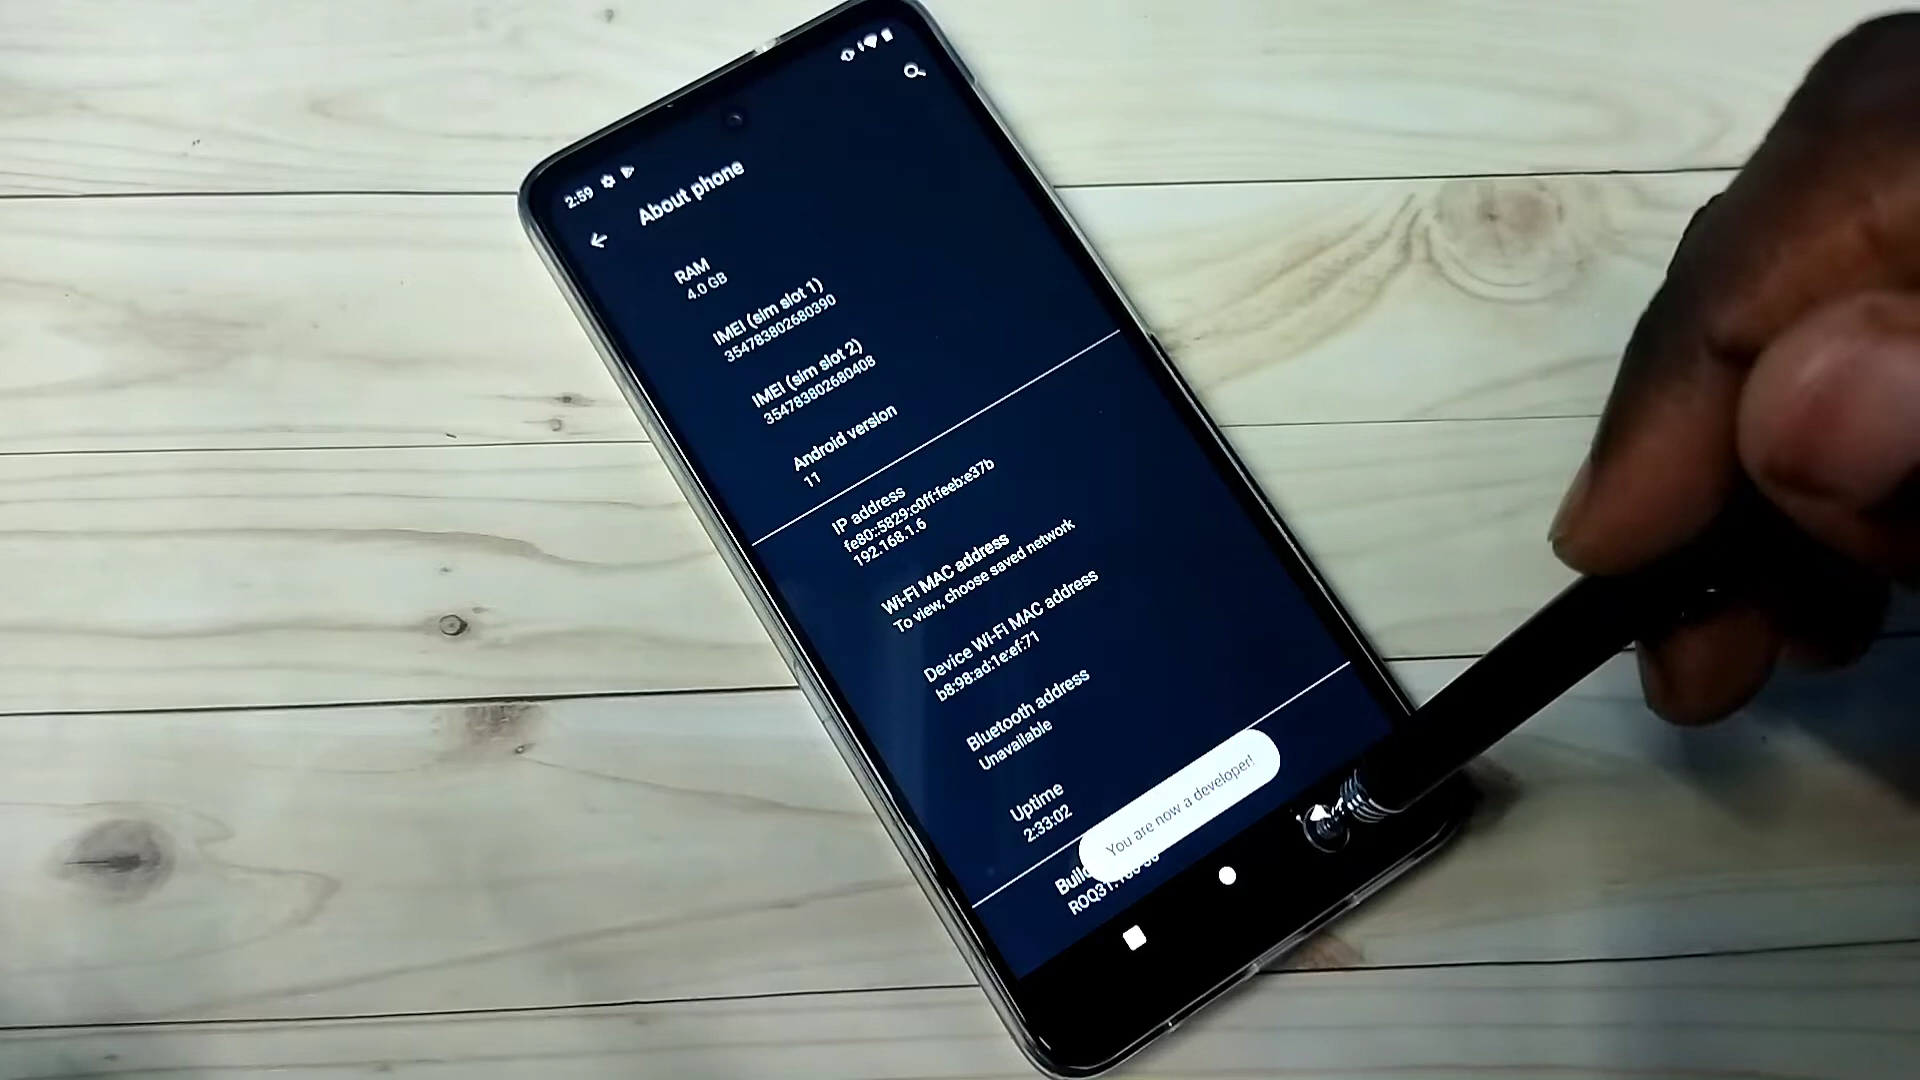 2:59
About phone
RAM
4.0 GB
IMEI (sim slot 1)
354783802680390
IMEI (sim slot 2)
354783802680408
Android version
11
IP address
fe80::5829:c0ff:feeb:e37b
192.168.1.6
Wi-Fi MAC address
To view, choose saved network
Device Wi-Fi MAC address
b8:98:ad:1e:ef:71
Bluetooth address
Unavailable
Uptime
2:33:02
You are now a developer!